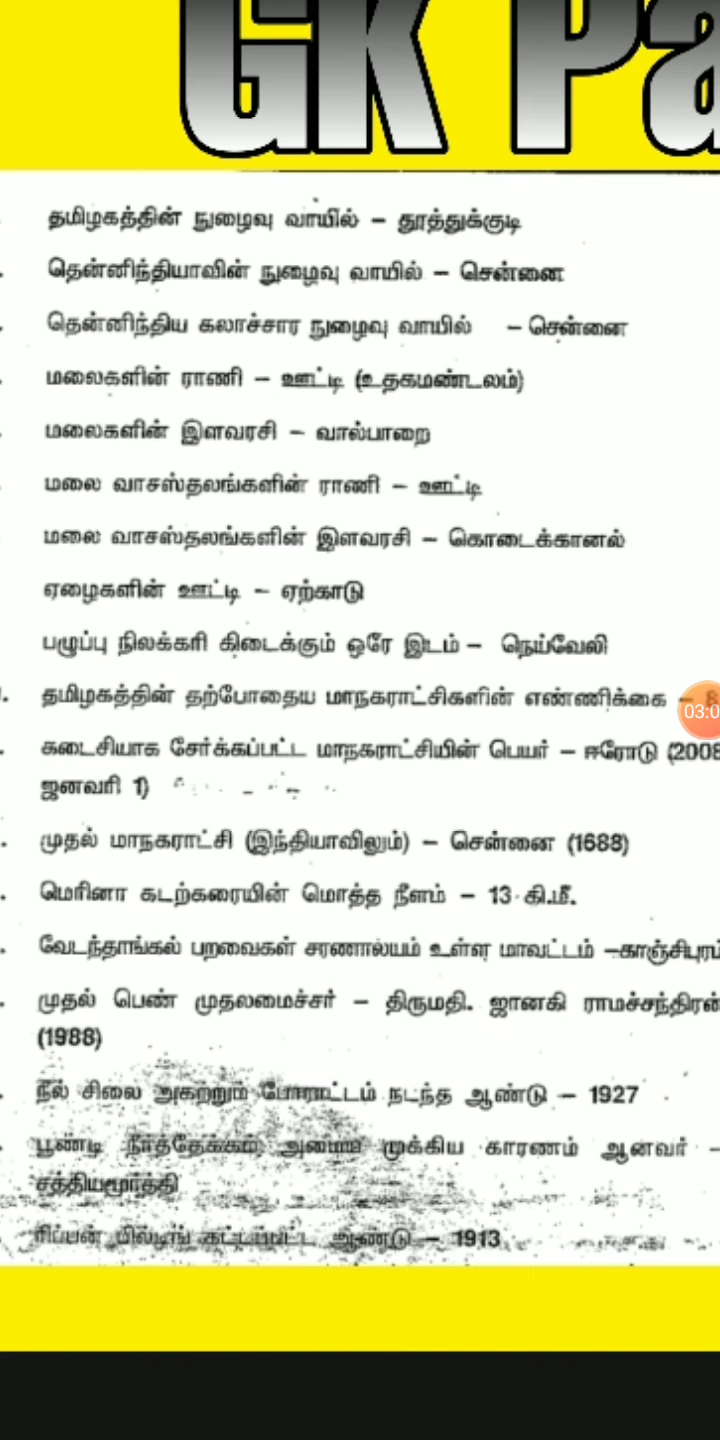 GK Pa
தமிழகத்தின் நுழைவு வாயில் – தூத்துக்குடி
தென்னிந்தியாவின் நுழைவு வாயில் – சென்னை
தென்னிந்திய கலாச்சார நுழைவு வாயில் – சென்னை
மலைகளின் ராணி – ஊட்டி (உதகமண்டலம்)
மலைகளின் இளவரசி – வால்பாறை
மலை வாசஸ்தலங்களின் ராணி – ஊட்டி
மலை வாசஸ்தலங்களின் இளவரசி – கொடைக்கானல்
ஏழைகளின் ஊட்டி – ஏற்காடு
பழுப்பு நிலக்கரி கிடைக்கும் ஒரே இடம் – நெய்வேலி
தமிழகத்தின் தற்போதைய மாநகராட்சிகளின் எண்ணிக்கை – 8
03:0
கடைசியாக சேர்க்கப்பட்ட மாநகராட்சியின் பெயர் – ஈரோடு (2008
ஜனவரி 1)
முதல் மாநகராட்சி (இந்தியாவிலும்) – சென்னை (1688)
மெரினா கடற்கரையின் மொத்த நீளம் – 13 கி.மீ.
வேடந்தாங்கல் பறவைகள் சரணாலயம் உள்ள மாவட்டம் –காஞ்சிபுரம்
முதல் பெண் முதலமைச்சர் – திருமதி. ஜானகி ராமச்சந்திரன்
(1988)
நீல் சிலை அகற்றும் போராட்டம் நடந்த ஆண்டு – 1927
பூண்டி நீர்த்தேக்கம் அமைய முக்கிய காரணம் ஆனவர் –
சத்தியமூர்த்தி
ரிப்பன் பில்டிங் கட்டப்பட்ட ஆண்டு – 1913